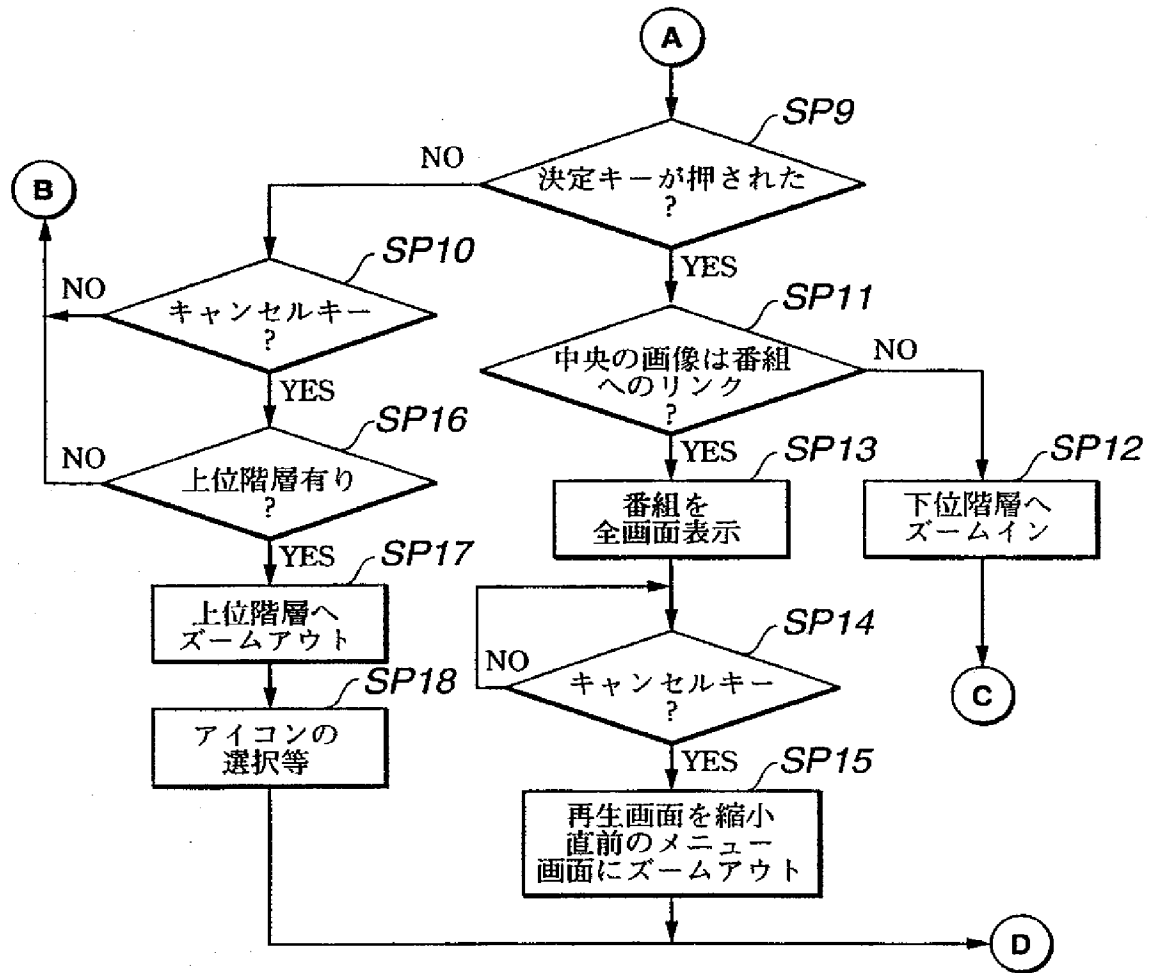 A
SP9
NO
決定キーが押された
?
B
SP10
YES
NO
キャンセルキー
?
SP11
中央の画像は番組
へのリンク
?
NO
YES
SP16
NO
上位階層有り
?
YES
SP13
番組を
全画面表示
SP12
下位階層へ
ズームイン
YES
SP17
上位階層へ
ズームアウト
SP14
NO
キャンセルキー
?
C
SP18
アイコンの
選択等
YES
SP15
再生画面を縮小
直前のメニュー
画面にズームアウト
D